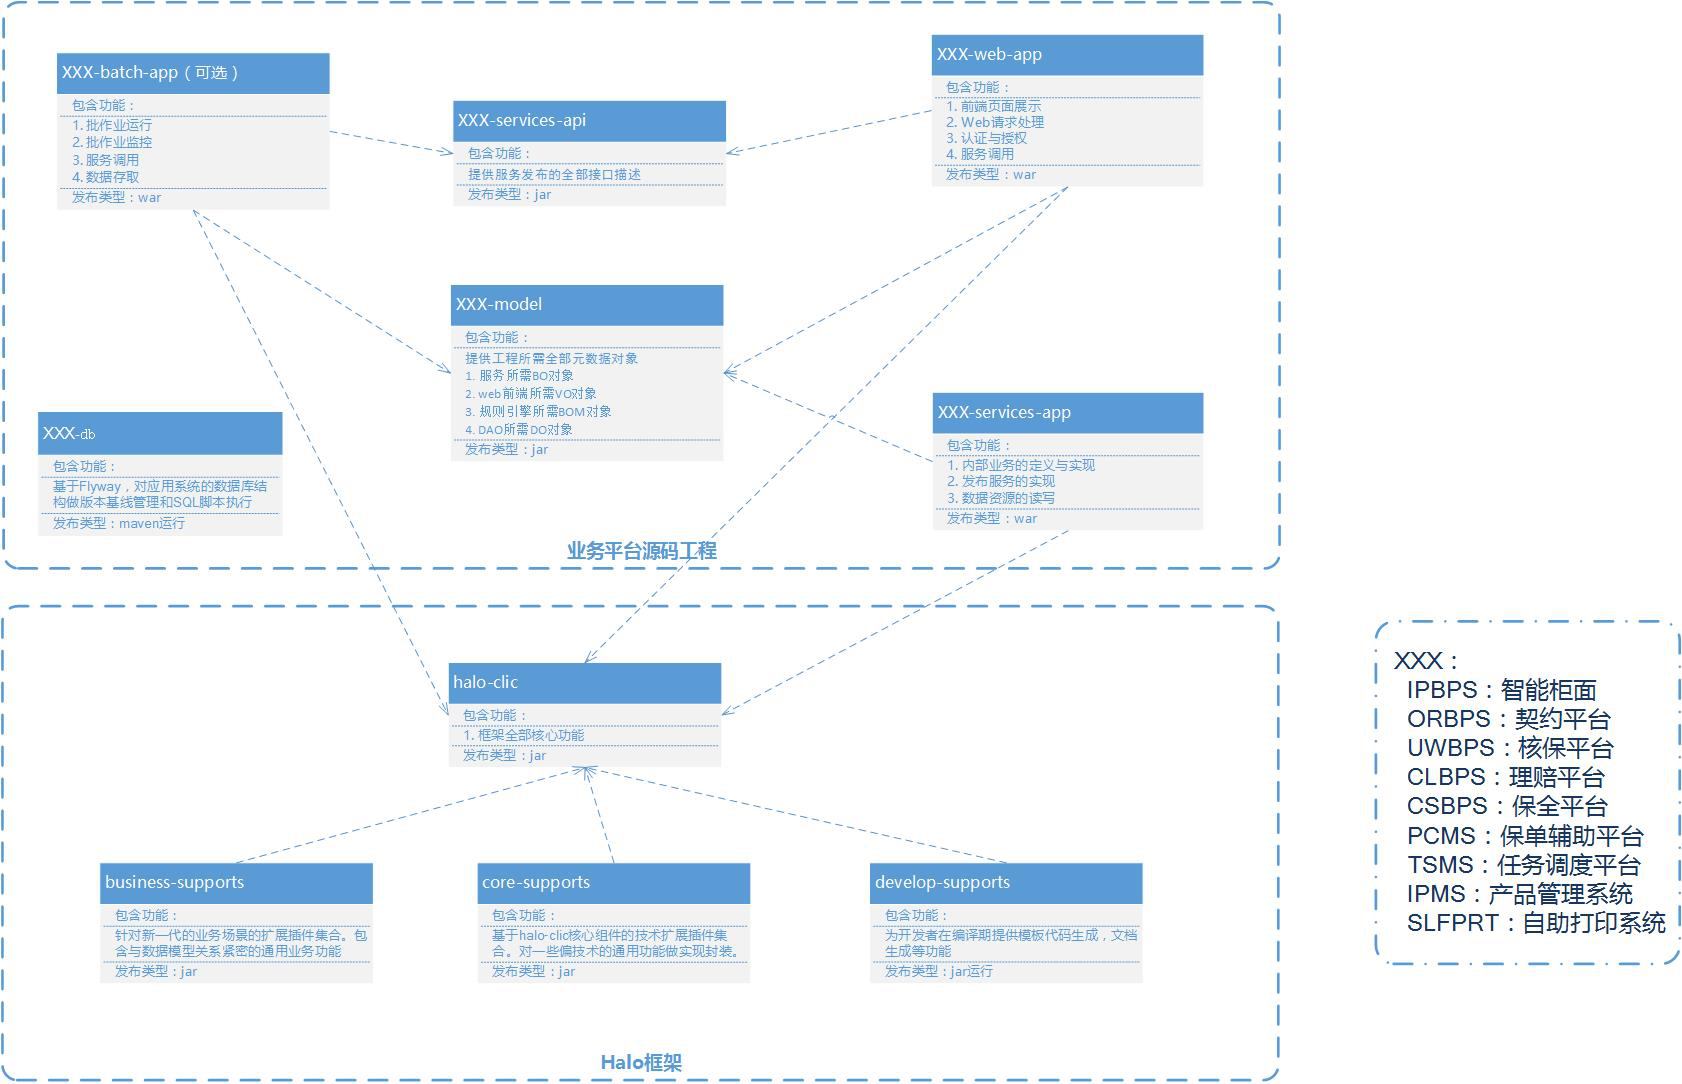 XXX-batch-app（可选）
包含功能：
1. 批作业运行
2. 批作业监控
3. 服务调用
4. 数据存取
发布类型：war
XXX-services-api
包含功能：
提供服务发布的全部接口描述
发布类型：jar
XXX-web-app
包含功能：
1. 前端页面展示
2. Web请求处理
3. 认证与授权
4. 服务调用
发布类型：war
XXX-model
包含功能：
提供工程所需全部元数据对象
1. 服务所需BO对象
2. web前端所需VO对象
3. 规则引擎所需BOM对象
4. DAO所需DO对象
发布类型：jar
XXX-db
包含功能：
基于Flyway，对应用系统的数据库结
构做版本基线管理和SQL脚本执行
发布类型：maven运行
XXX-services-app
包含功能：
1. 内部业务的定义与实现
2. 发布服务的实现
3. 数据资源的读写
发布类型：war
业务平台源码工程
halo-clic
包含功能：
1. 框架全部核心功能
发布类型：jar
business-supports
包含功能：
针对新一代的业务场景的扩展插件集合。包
含与数据模型关系紧密的通用业务功能
发布类型：jar
core-supports
包含功能：
基于halo-clic核心组件的技术扩展插件集
合。对一些偏技术的通用功能做实现封装。
发布类型：jar
develop-supports
包含功能：
为开发者在编译期提供模板代码生成，文档
生成等功能
发布类型：jar运行
Halo框架
XXX：
IPBPS：智能柜面
ORBPS：契约平台
UWBPS：核保平台
CLBPS：理赔平台
CSBPS：保全平台
PCMS：保单辅助平台
TSMS：任务调度平台
IPMS：产品管理系统
SLFPRT：自助打印系统